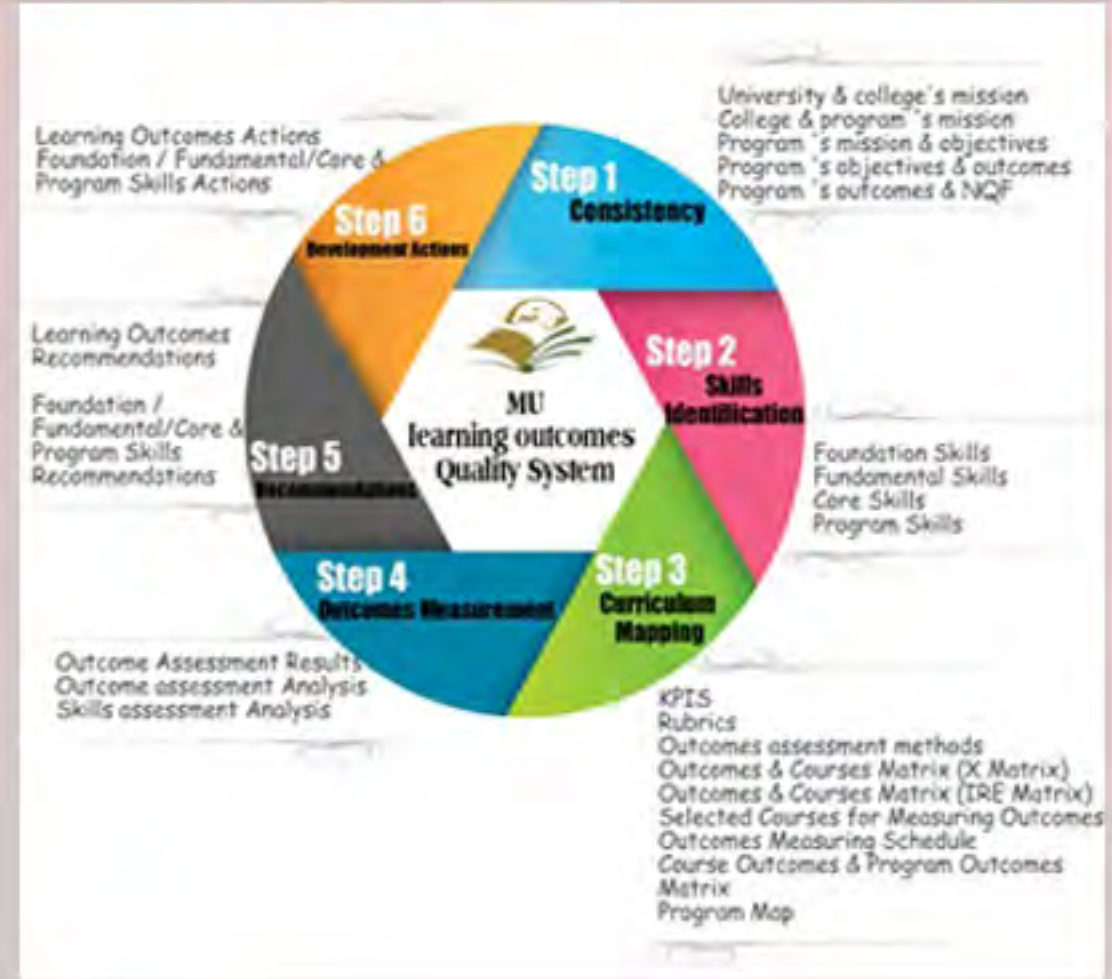 University & college's mission
College & program 's mission
Program 's mission & objectives
Program 's objectives & outcomes
Program 's outcomes & NQF
Learning Outcomes Actions
Foundation / Fundamental/Core &
Program Skills Actions
Step 1
Consistency
Step 6
Development Actions
Learning Outcomes
Recommendations
Foundation /
Fundamental/Core &
Program Skills
Recommendations
Step 2
Skills
Identification
MU
learning outcomes
Quality System
Step 5
Recommendations
Foundation Skills
Fundamental Skills
Core Skills
Program Skills
Step 4
Outcomes Measurement
Step 3
Curriculum
Mapping
Outcome Assessment Results
Outcome assessment Analysis
Skills assessment Analysis
KPIS
Rubrics
Outcomes assessment methods
Outcomes & Courses Matrix (X Matrix)
Outcomes & Courses Matrix (IRE Matrix)
Selected Courses for Measuring Outcomes
Outcomes Measuring Schedule
Course Outcomes & Program Outcomes
Matrix
Program Map